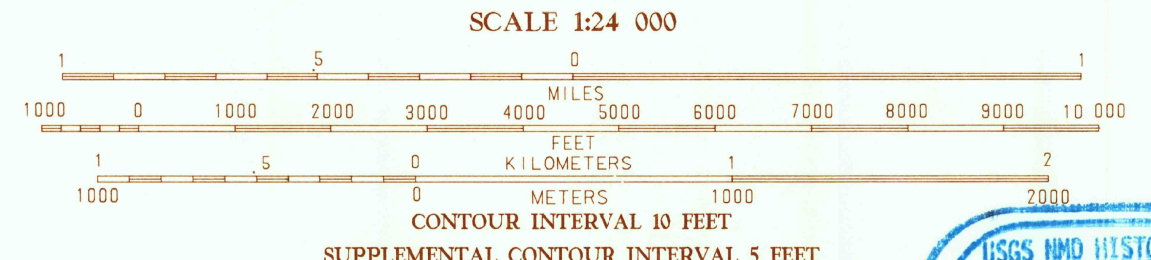 SCALE 1:24 000
1 .5 0 1
MILES
1000 0 1000 2000 3000 4000 5000 6000 7000 8000 9000 10 000
FEET
KILOMETERS
1 .5 0 1 2
1000 0 METERS 1000 2000
CONTOUR INTERVAL 10 FEET
SUPPLEMENTAL CONTOUR INTERVAL 5 FEET
USGS NMD